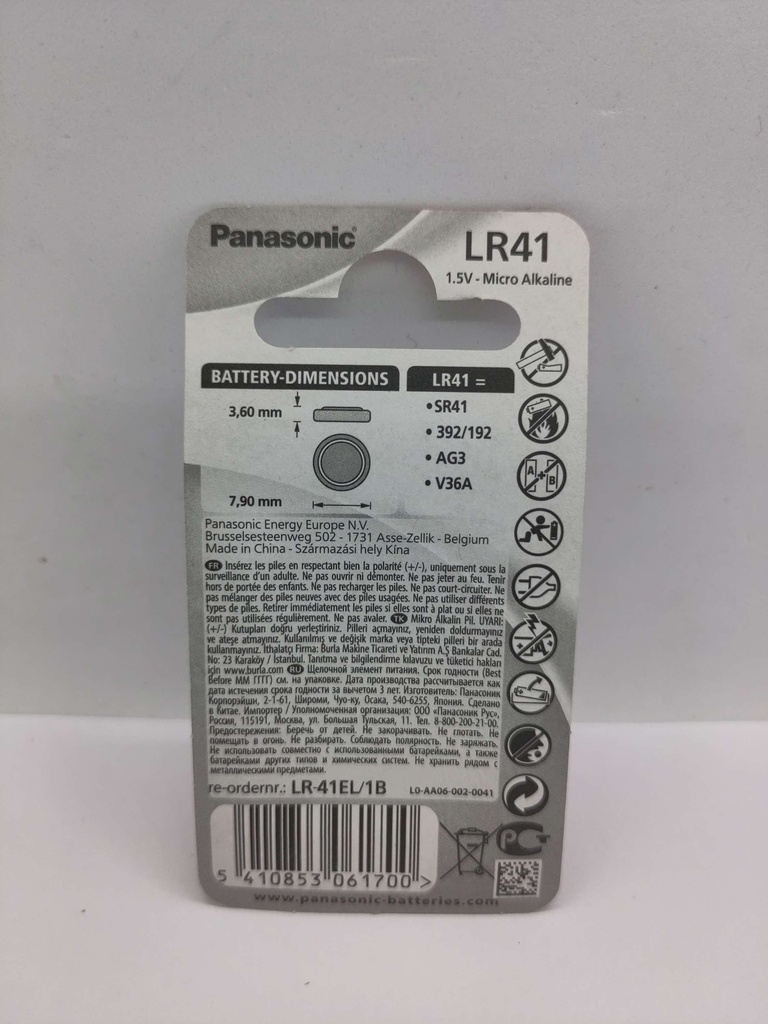 Panasonic
LR41
1.5V - Micro Alkaline
BATTERY-DIMENSIONS
LR41 =
3,60 mm
•SR41
• 392/192
• AG3
• V36A
7,90 mm
A + B
Panasonic Energy Europe N.V.
Brusselsesteenweg 502 - 1731 Asse-Zellik - Belgium
Made in China - Származási hely Kína
FR Insérez les piles en respectant bien la polarité (+/-), uniquement sous la
surveillance d'un adulte. Ne pas ouvrir ni démonter. Ne pas jeter au feu. Tenir
hors de portée des enfants. Ne pas recharger les piles. Ne pas court-circuiter. Ne
pas mélanger des piles neuves avec des piles usagées. Ne pas utiliser différents
types de piles. Retirer immédiatement les piles si elles sont à plat ou si elles ne
sont pas utilisées régulièrement. Ne pas avaler. TK Mikro Alkalin Pil. UYARI:
(+/-) Kutupları doğru yerleştiriniz. Pilleri açmayınız, yeniden doldurmayınız
ve ateşe atmayınız. Kullanılmış ve değişik marka veya tipteki pilleri bir arada
kullanmayınız. İthalatçı Firma: Burla Makine Ticareti ve Yatırım A.Ş Bankalar Cad.
No: 23 Karaköy / İstanbul. Tanıtma ve bilgilendirme kılavuzu ve tüketici hakları
için www.burla.com RU Щелочной элемент питания. Срок годности (Best
Before MM ГГГГ) см. на упаковке. Дата производства рассчитывается как
дата истечения срока годности за вычетом 3 лет. Изготовитель: Панасоник
Корпорэйшн, 2-1-61, Широми, Чуо-ку, Осака, 540-6255, Япония. Сделано
в Китае. Импортер / Уполномоченная организация: ООО «Панасоник Рус»,
Россия, 115191, Москва, ул. Большая Тульская, 11. Тел. 8-800-200-21-00.
Предостережения: Беречь от детей. Не закорачивать. Не глотать. Не
помещать в огонь. Не разбирать. Соблюдать полярность. Не заряжать.
Не использовать совместно с использованными батарейками, а также
батарейками других типов и химических систем. Не хранить рядом с
металлическими предметами.
re-ordernr.: LR-41EL/1B
L0-AA06-002-0041
5 410853 061700 >
www.panasonic-batteries.com